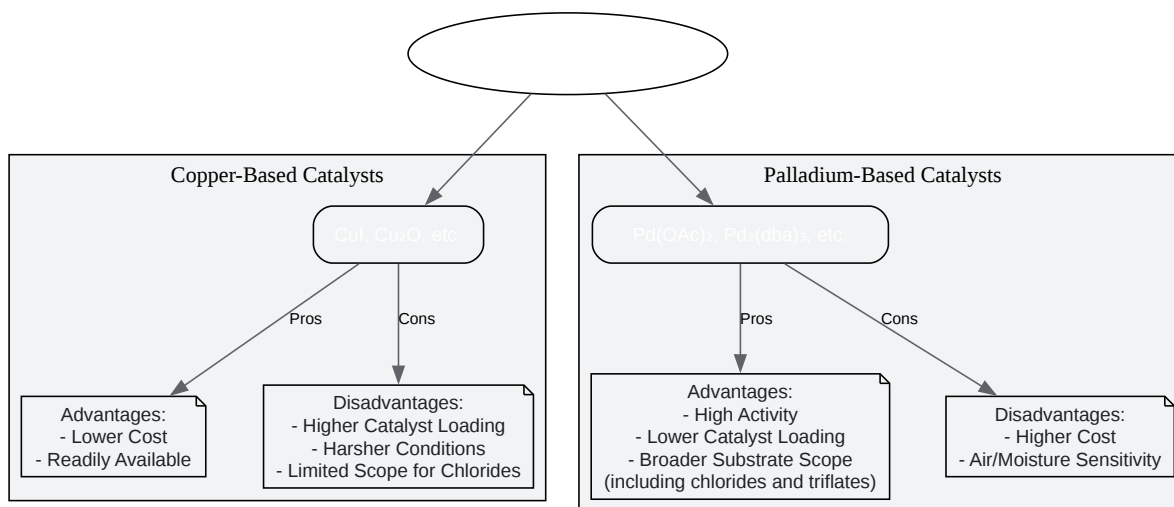 Copper-Based Catalysts
CuI, Cu₂O, etc.
Pros
Cons
Advantages:
- Lower Cost
- Readily Available
Disadvantages:
- Higher Catalyst Loading
- Harsher Conditions
- Limited Scope for Chlorides
Palladium-Based Catalysts
Pd(OAc)₂, Pd₂(dba)₃, etc.
Pros
Cons
Advantages:
- High Activity
- Lower Catalyst Loading
- Broader Substrate Scope
(including chlorides and triflates)
Disadvantages:
- Higher Cost
- Air/Moisture Sensitivity